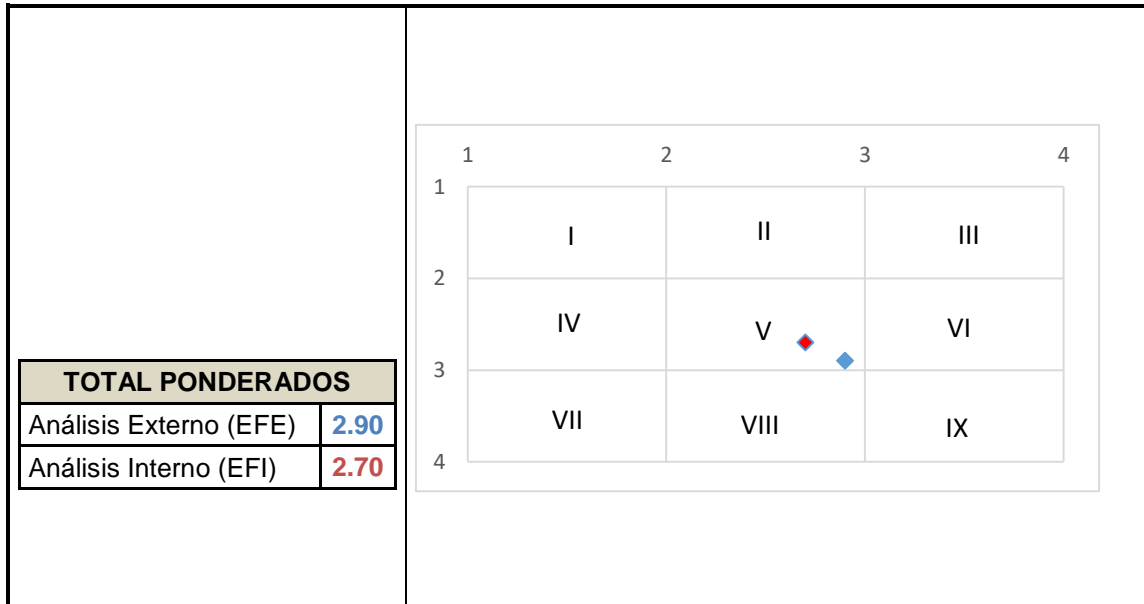 TOTAL PONDERADOS
Análisis Externo (EFE) 2.90
Análisis Interno (EFI) 2.70
1 2 3 4
1
I II III
2
IV V VI
3
VII VIII IX
4